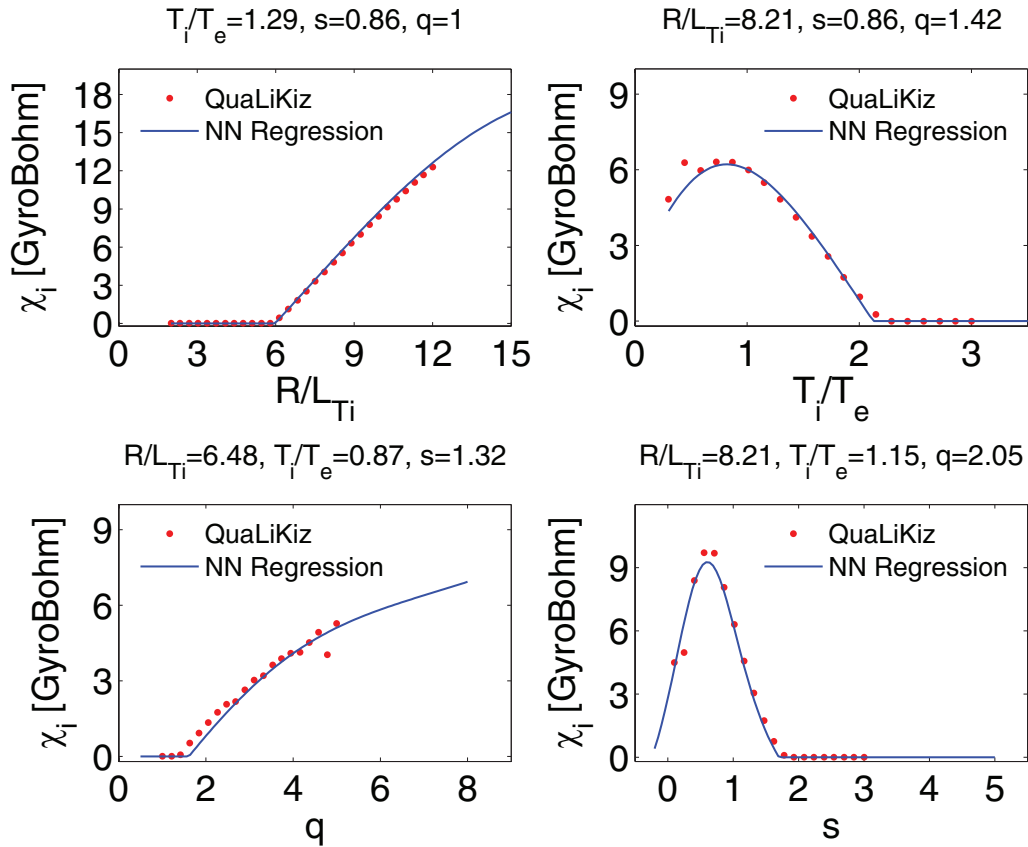 T_i/T_e=1.29, s=0.86, q=1
χ_i [GyroBohm]
18
15
12
9
6
3
0
QuaLiKiz
NN Regression
0 3 6 9 12 15
R/L_Ti
R/L_Ti=8.21, s=0.86, q=1.42
χ_i [GyroBohm]
9
6
3
0
QuaLiKiz
NN Regression
0 1 2 3
T_i/T_e
R/L_Ti=6.48, T_i/T_e=0.87, s=1.32
χ_i [GyroBohm]
9
6
3
0
QuaLiKiz
NN Regression
0 2 4 6 8
q
R/L_Ti=8.21, T_i/T_e=1.15, q=2.05
χ_i [GyroBohm]
9
6
3
0
QuaLiKiz
NN Regression
0 1 2 3 4 5
s